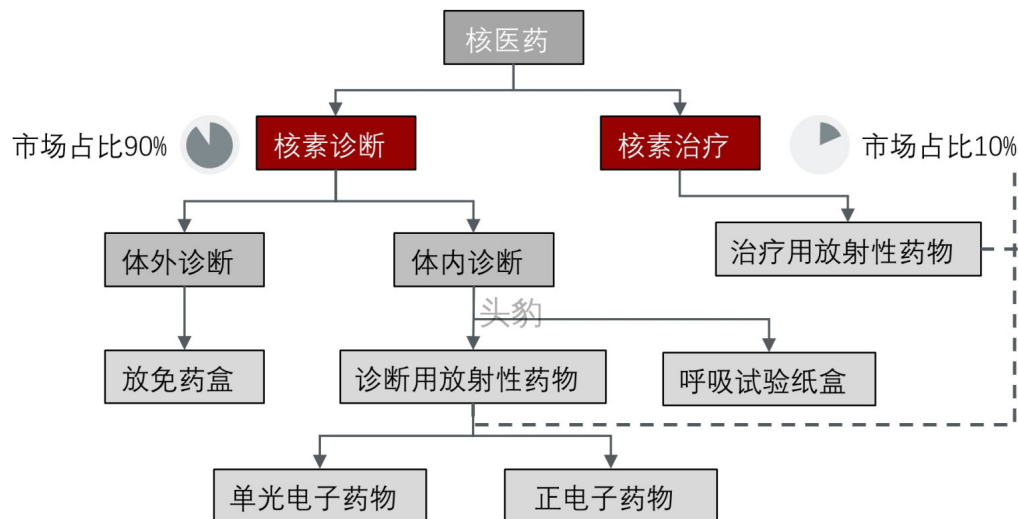 核医药
市场占比90%
核素诊断
核素治疗
市场占比10%
体外诊断
体内诊断
治疗用放射性药物
头豹
放免药盒
诊断用放射性药物
呼吸试验纸盒
单光电子药物
正电子药物